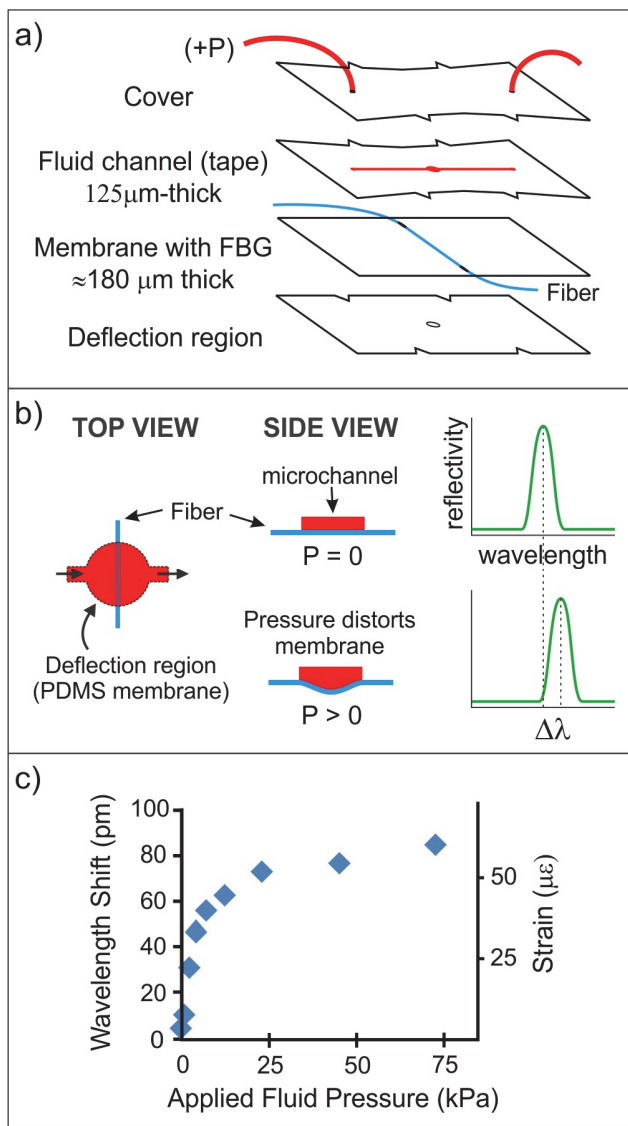 a)
(+P)
Cover
Fluid channel (tape)
125μm-thick
Membrane with FBG
≈180 μm thick
Fiber
Deflection region
b)
TOP VIEW
SIDE VIEW
microchannel
Fiber
P = 0
reflectivity
wavelength
Deflection region
(PDMS membrane)
Pressure distorts
membrane
P > 0
Δλ
c)
Wavelength Shift (pm)
100
80
60
40
20
0
0
25
50
75
Applied Fluid Pressure (kPa)
50
25
Strain (με)